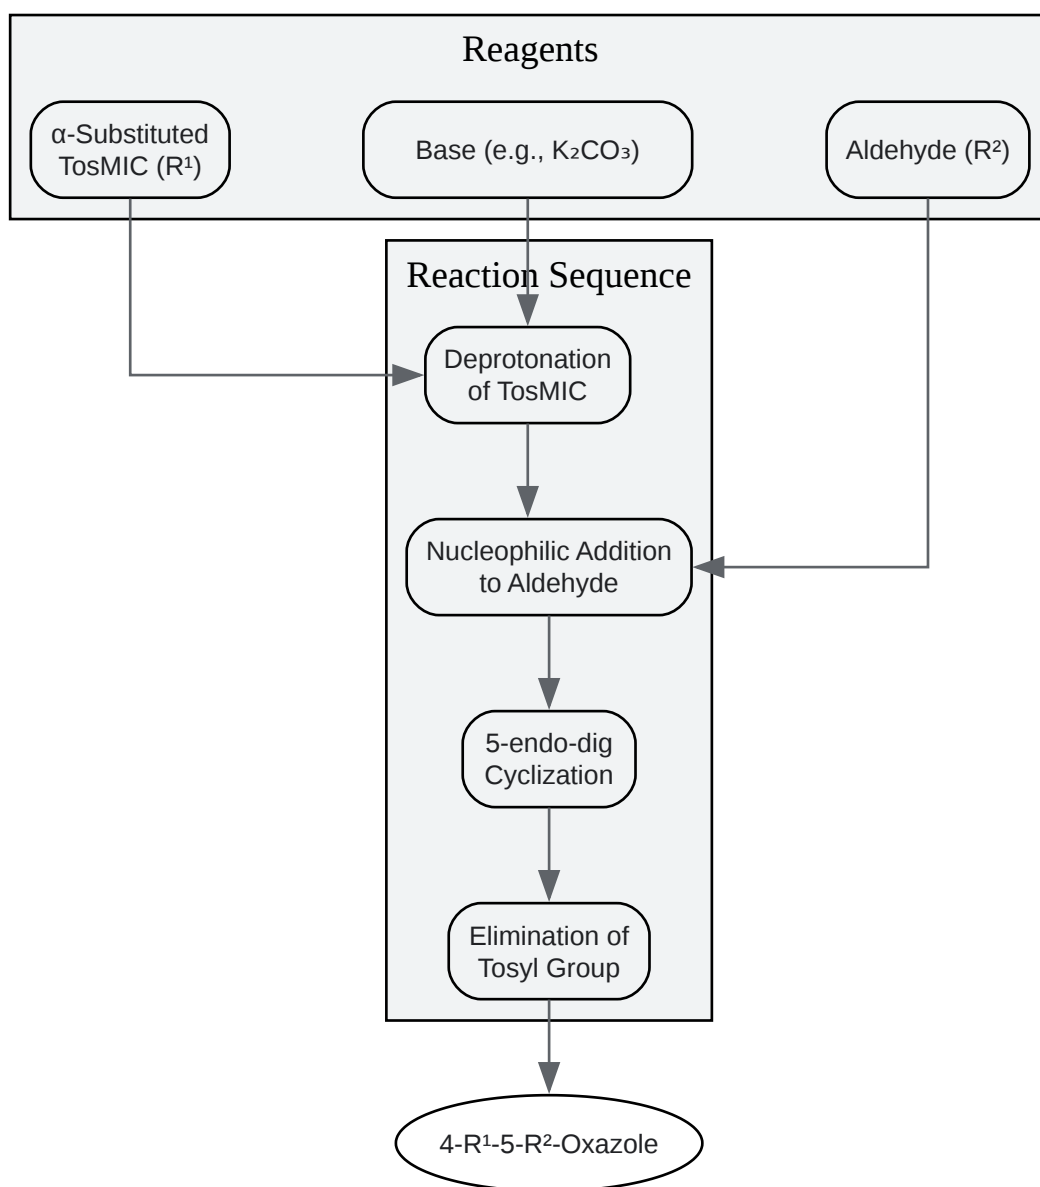 Reagents
α-Substituted
TosMIC (R¹)
Base (e.g., K₂CO₃)
Aldehyde (R²)
Reaction Sequence
Deprotonation
of TosMIC
Nucleophilic Addition
to Aldehyde
5-endo-dig
Cyclization
Elimination of
Tosyl Group
4-R¹-5-R²-Oxazole